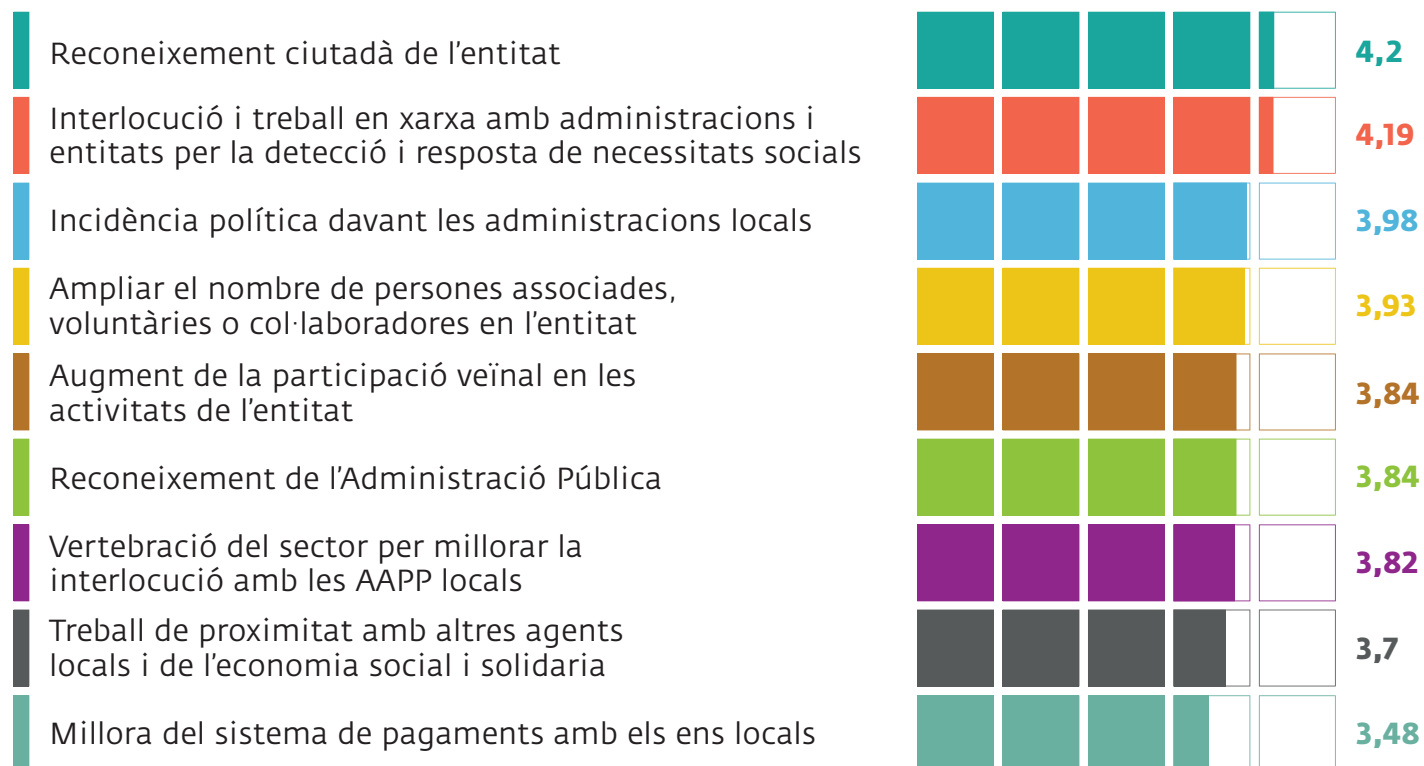 Reconeixement ciutadà de l'entitat
4,2
Interlocució i treball en xarxa amb administracions i
entitats per la detecció i resposta de necessitats socials
4,19
Incidència política davant les administracions locals
3,98
Ampliar el nombre de persones associades,
voluntàries o col·laboradores en l'entitat
3,93
Augment de la participació veïnal en les
activitats de l'entitat
3,84
Reconeixement de l'Administració Pública
3,84
Vertebració del sector per millorar la
interlocució amb les AAPP locals
3,82
Treball de proximitat amb altres agents
locals i de l'economia social i solidaria
3,7
Millora del sistema de pagaments amb els ens locals
3,48